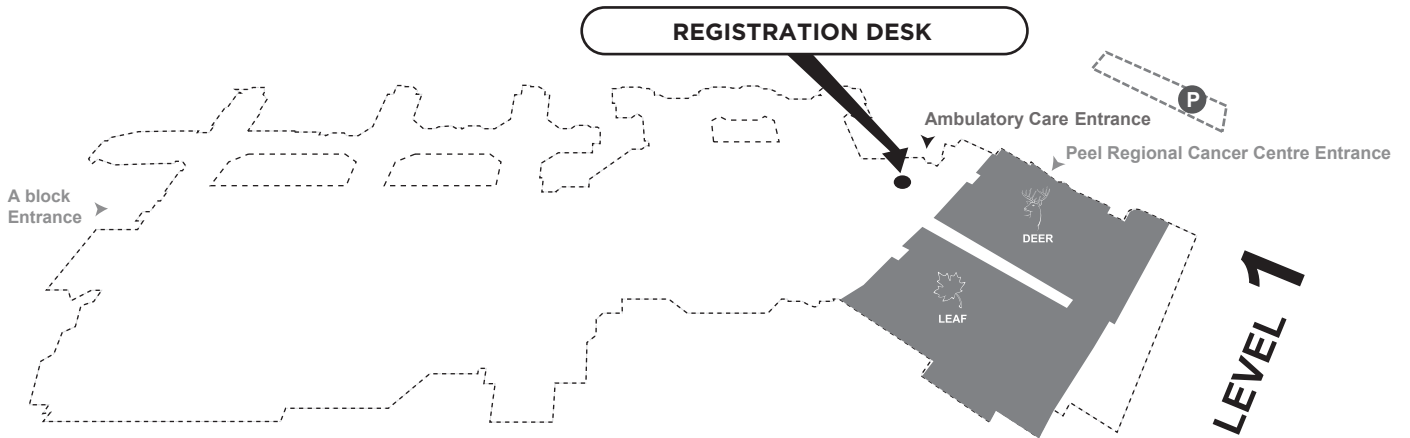 REGISTRATION DESK
P
Ambulatory Care Entrance
Peel Regional Cancer Centre Entrance
A block
Entrance
DEER
LEAF
LEVEL 1